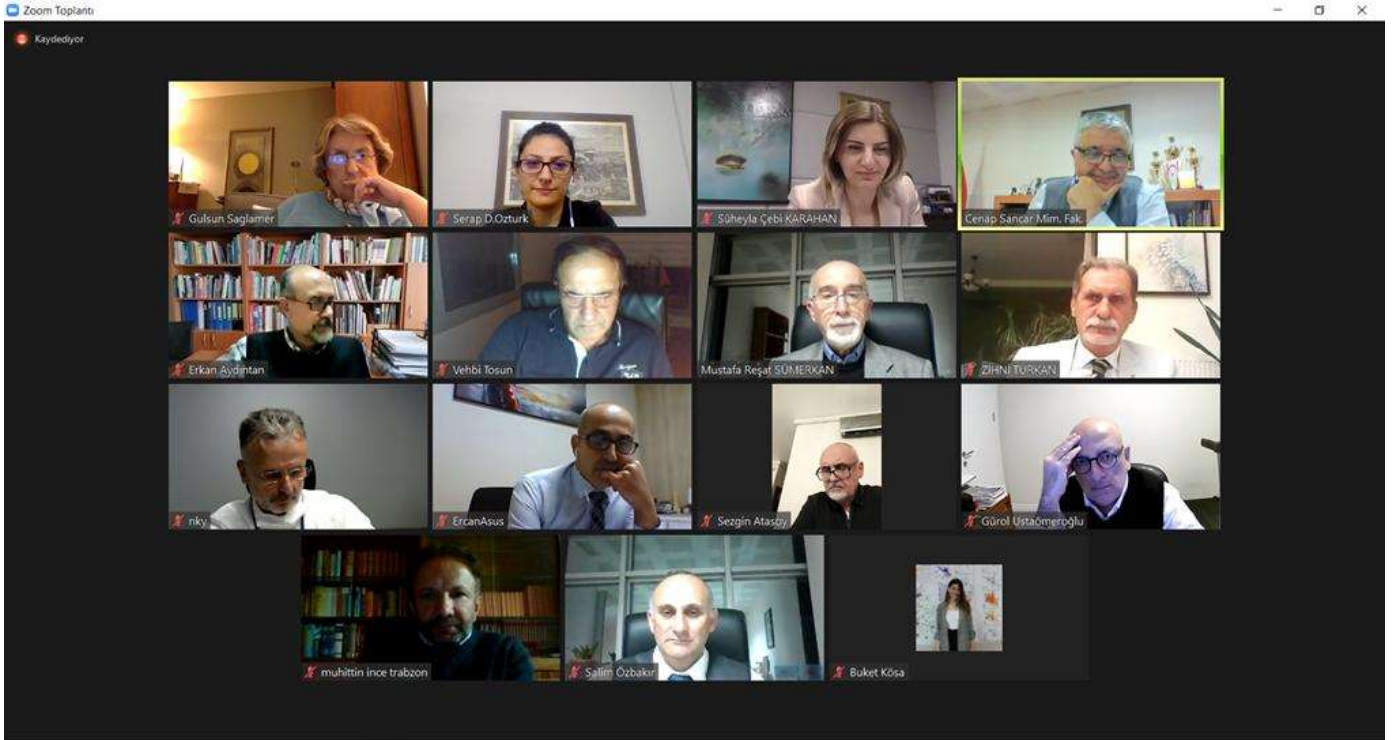 Zoom Toplantı
Kaydediyor
Gulsun Saglamer
Serap D.Ozturk
Süheyla Çebi KARAHAN
Cenap Sancar Mim. Fak.
Erkan Aydıntan
Vehbi Tosun
Mustafa Reşat SÜMERKAN
ZİHNİ TURKAN
nky
ErcanAsus
Sezgin Atasoy
Gürol Ustaömeroğlu
muhittin ince trabzon
Salim Özbakır
Buket Kösa